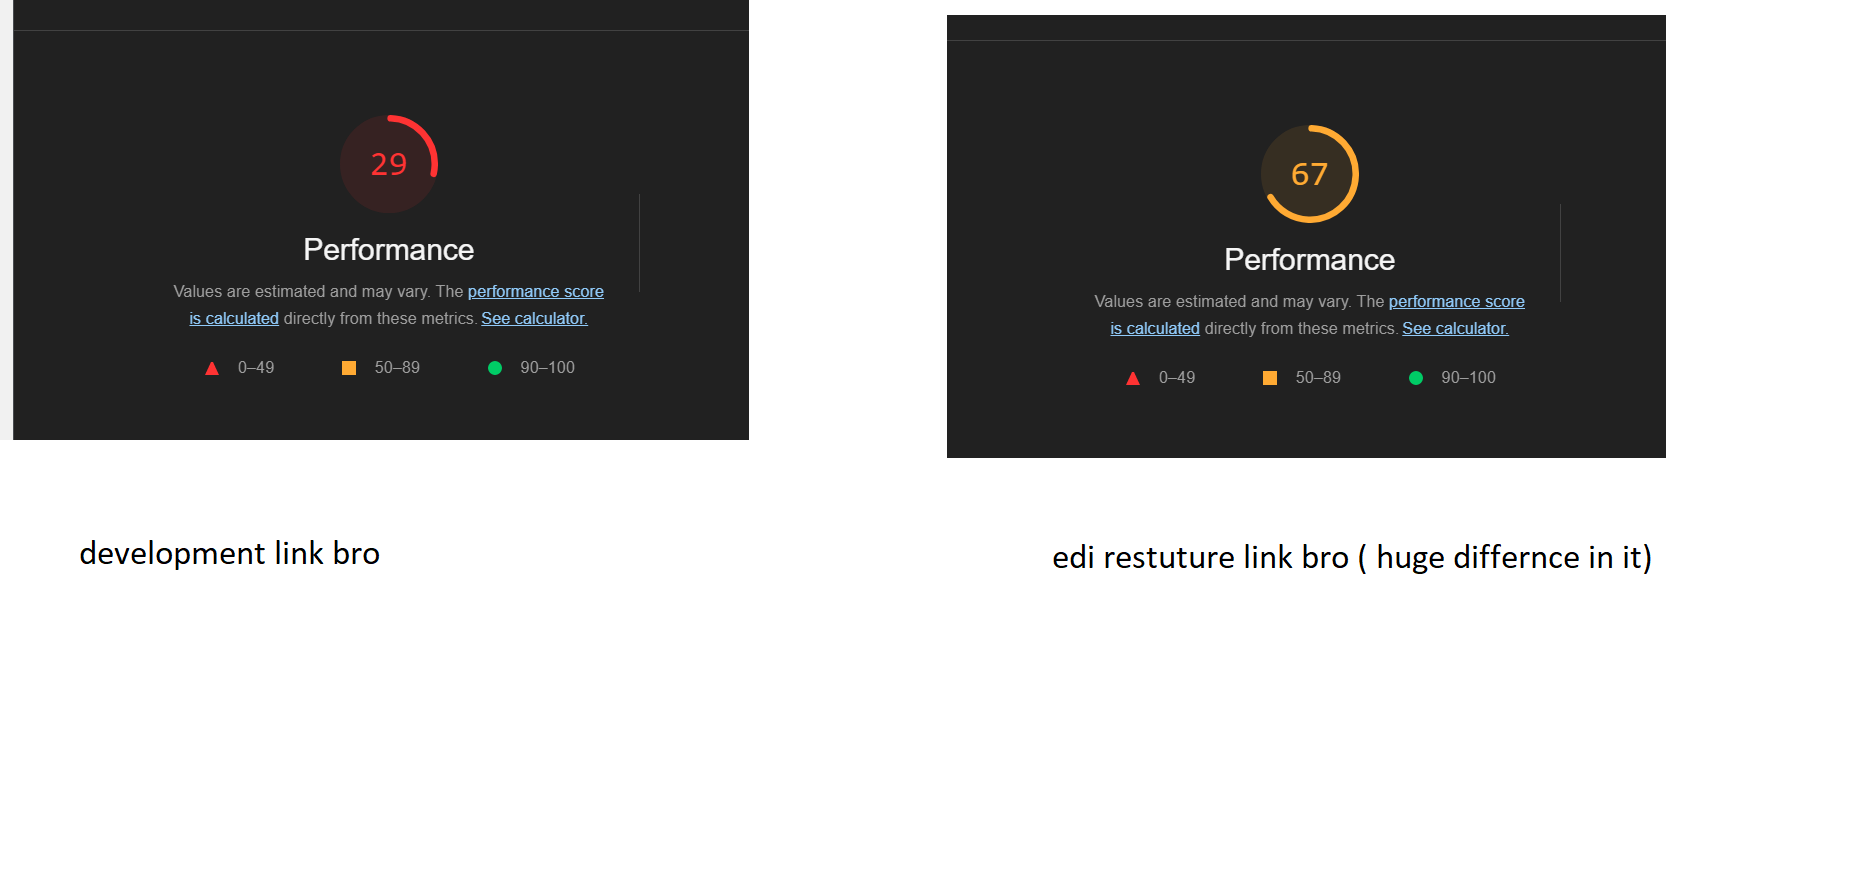 29
Performance
Values are estimated and may vary. The performance score
is calculated directly from these metrics. See calculator.
0–49 50–89 90–100
development link bro
67
Performance
Values are estimated and may vary. The performance score
is calculated directly from these metrics. See calculator.
0–49 50–89 90–100
edi restuture link bro ( huge differnce in it)